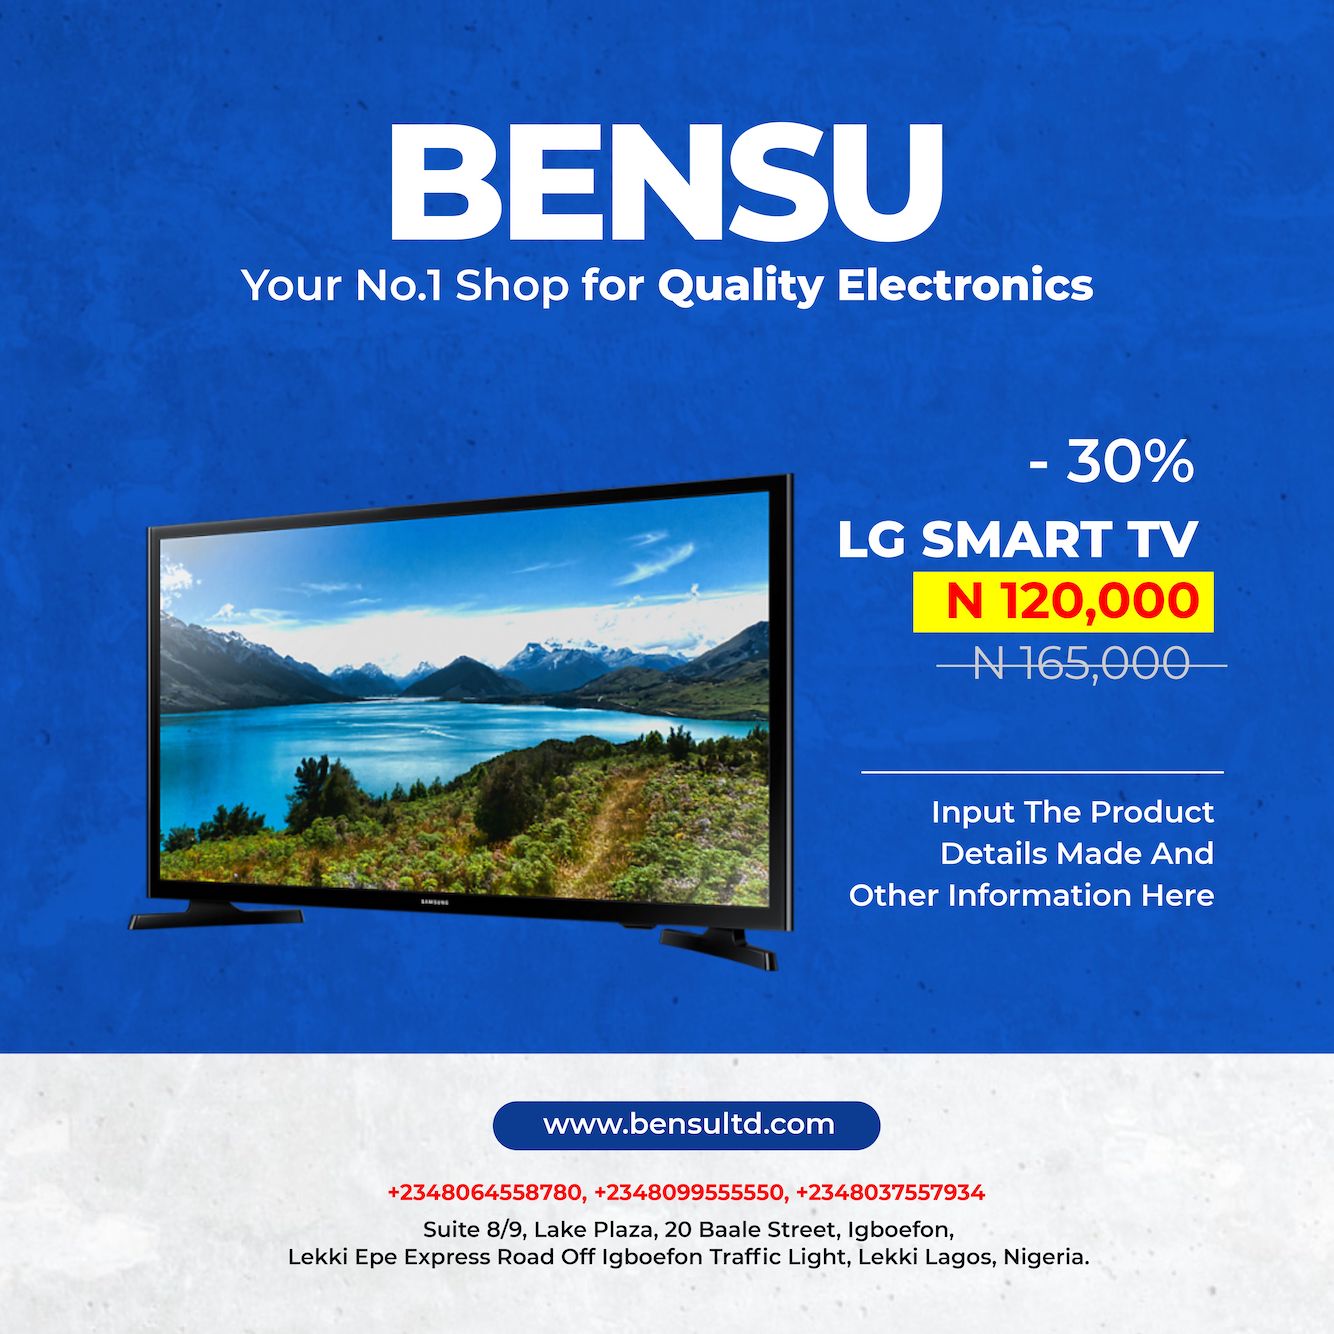 BENSU
Your No.1 Shop for Quality Electronics
- 30%
LG SMART TV
N 120,000
N 165,000
Input The Product
Details Made And
Other Information Here
SAMSUNG
www.bensultd.com
+2348064558780, +2348099555550, +2348037557934
Suite 8/9, Lake Plaza, 20 Baale Street, Igboefon,
Lekki Epe Express Road Off Igboefon Traffic Light, Lekki Lagos, Nigeria.